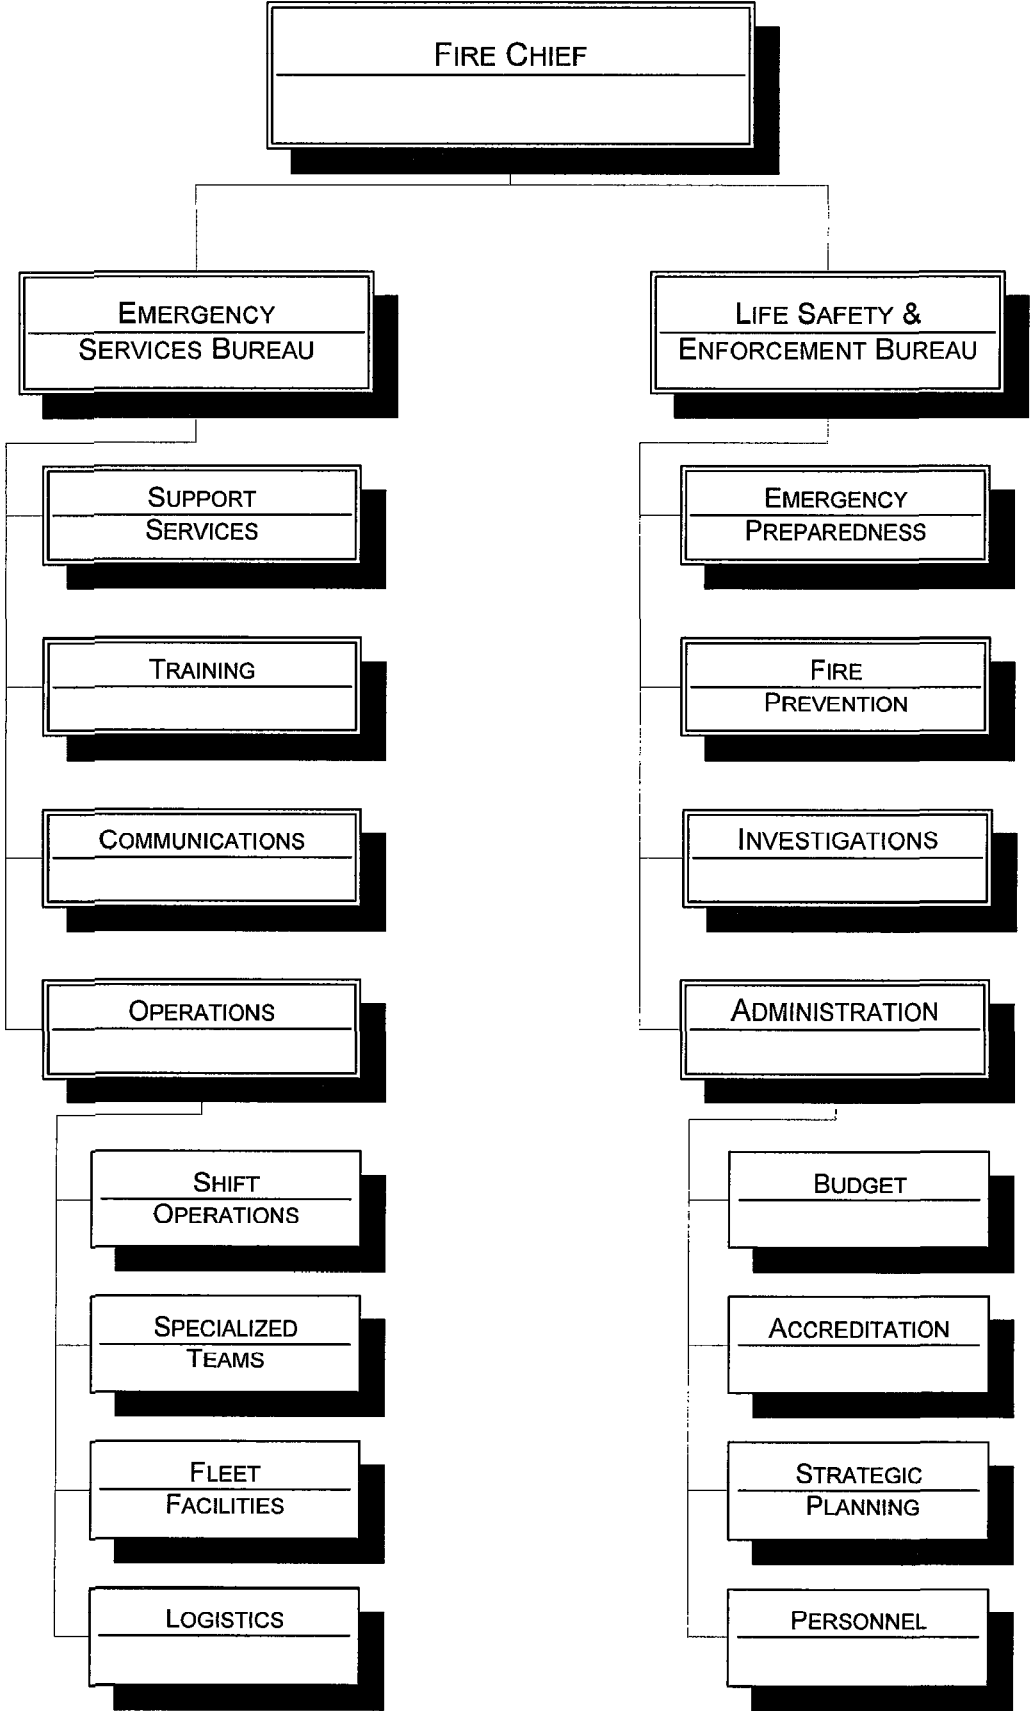 FIRE CHIEF
EMERGENCY
SERVICES BUREAU
SUPPORT
SERVICES
TRAINING
COMMUNICATIONS
OPERATIONS
SHIFT
OPERATIONS
SPECIALIZED
TEAMS
FLEET
FACILITIES
LOGISTICS
LIFE SAFETY &
ENFORCEMENT BUREAU
EMERGENCY
PREPAREDNESS
FIRE
PREVENTION
INVESTIGATIONS
ADMINISTRATION
BUDGET
ACCREDITATION
STRATEGIC
PLANNING
PERSONNEL